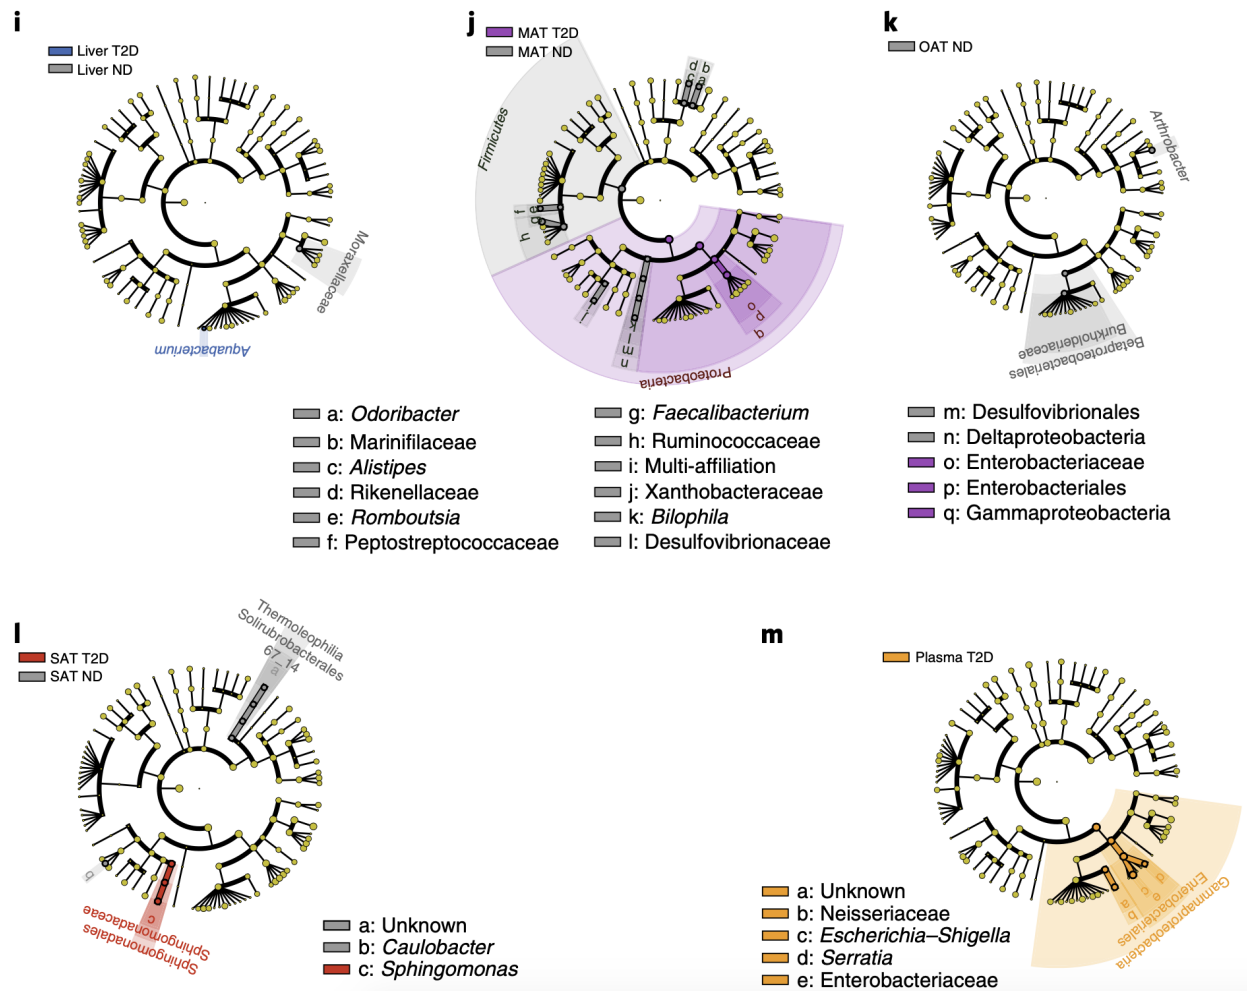 i
Liver T2D
Liver ND
Moraxellaceae
Aquabacterium
j
MAT T2D
MAT ND
Firmicutes
d b
c a
f e
g
h
i
j
k
l
m
n
o
p
q
Proteobacteria
k
OAT ND
Arthrobacter
Burkholderiaceae
Betaproteobacteriales
a: Odoribacter
b: Marinifilaceae
c: Alistipes
d: Rikenellaceae
e: Romboutsia
f: Peptostreptococcaceae
g: Faecalibacterium
h: Ruminococcaceae
i: Multi-affiliation
j: Xanthobacteraceae
k: Bilophila
l: Desulfovibrionaceae
m: Desulfovibrionales
n: Deltaproteobacteria
o: Enterobacteriaceae
p: Enterobacteriales
q: Gammaproteobacteria
l
SAT T2D
SAT ND
Thermoleophilia
Solirubrobacterales
67_14
a
b
c
Sphingomonadaceae
Sphingomonadales
a: Unknown
b: Caulobacter
c: Sphingomonas
m
Plasma T2D
d
c
e
a
b
Enterobacteriales
Gammaproteobacteria
a: Unknown
b: Neisseriaceae
c: Escherichia–Shigella
d: Serratia
e: Enterobacteriaceae